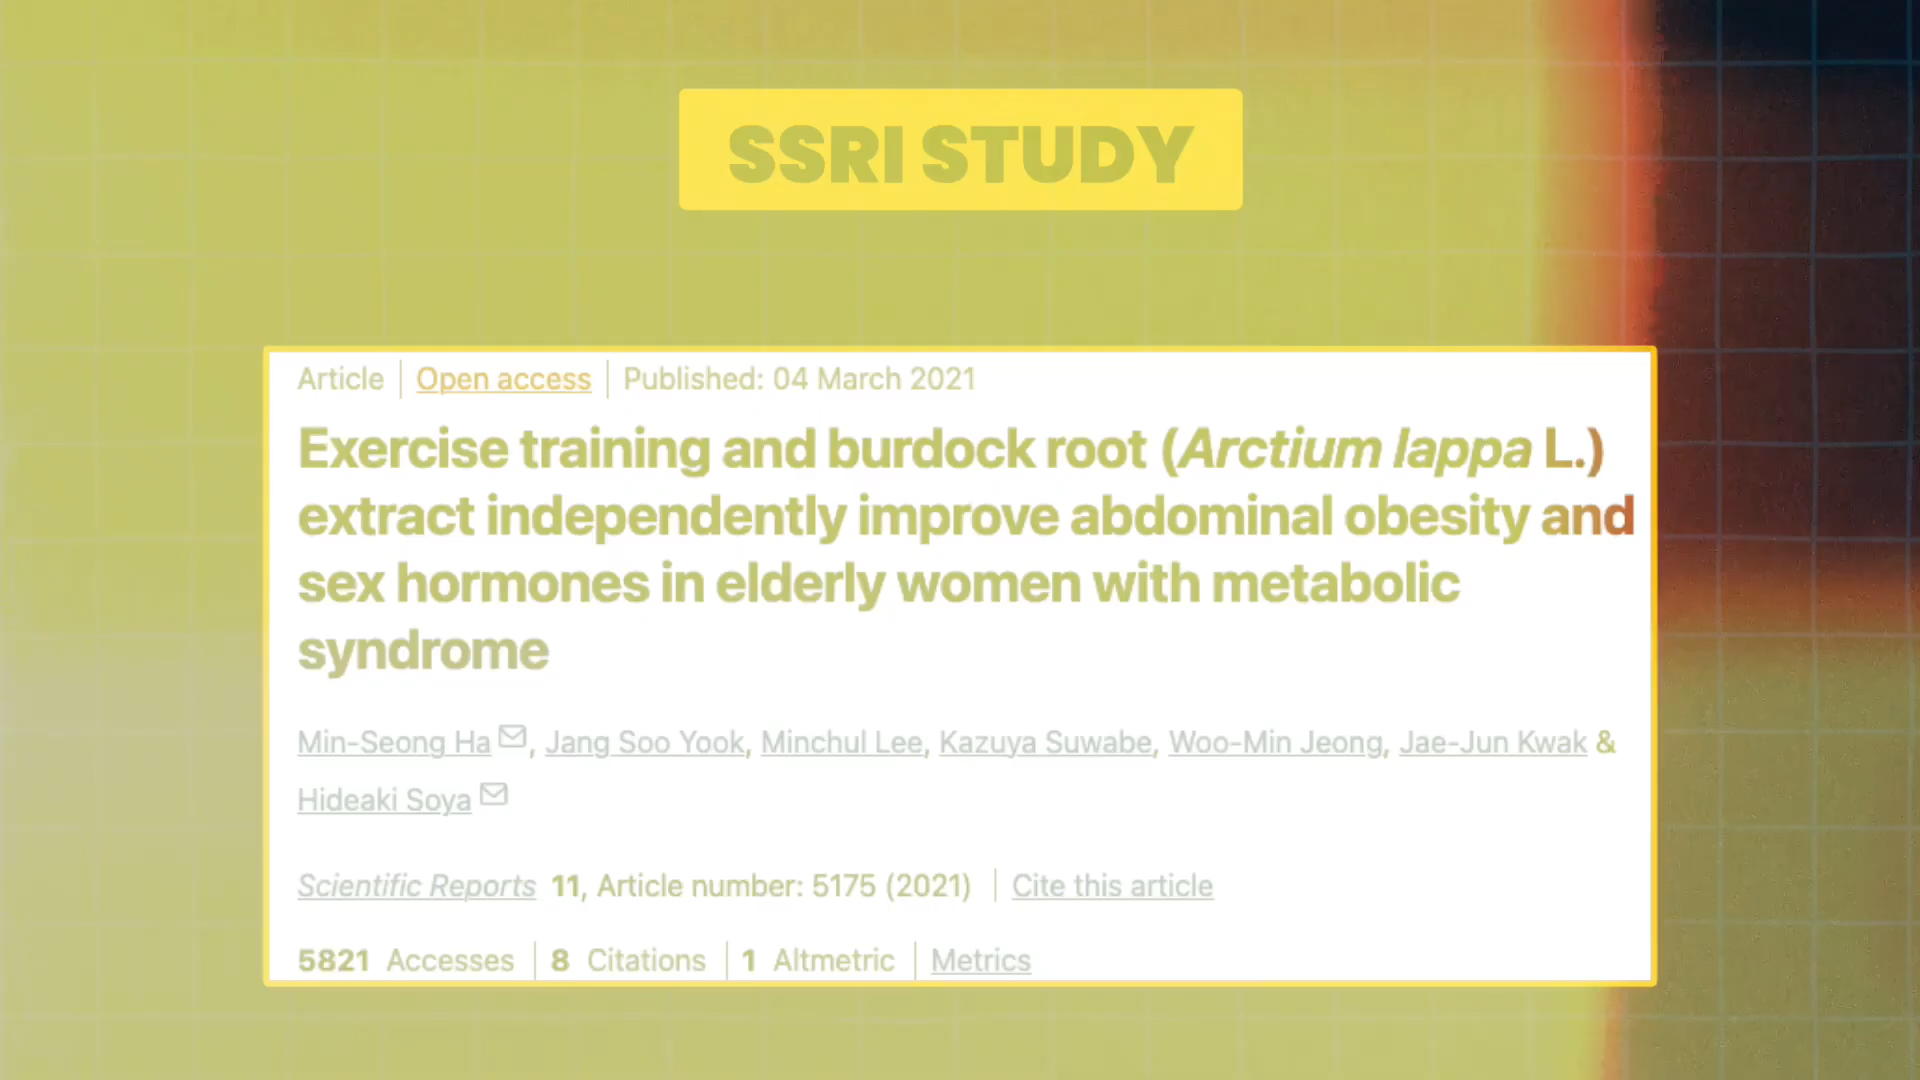 SSRI STUDY
Article | Open access | Published: 04 March 2021
Exercise training and burdock root (Arctium lappa L.)
extract independently improve abdominal obesity and
sex hormones in elderly women with metabolic
syndrome
Min-Seong Ha, Jang Soo Yook, Minchul Lee, Kazuya Suwabe, Woo-Min Jeong, Jae-Jun Kwak &
Hideaki Soya
Scientific Reports 11, Article number: 5175 (2021) | Cite this article
5821 Accesses | 8 Citations | 1 Altmetric | Metrics